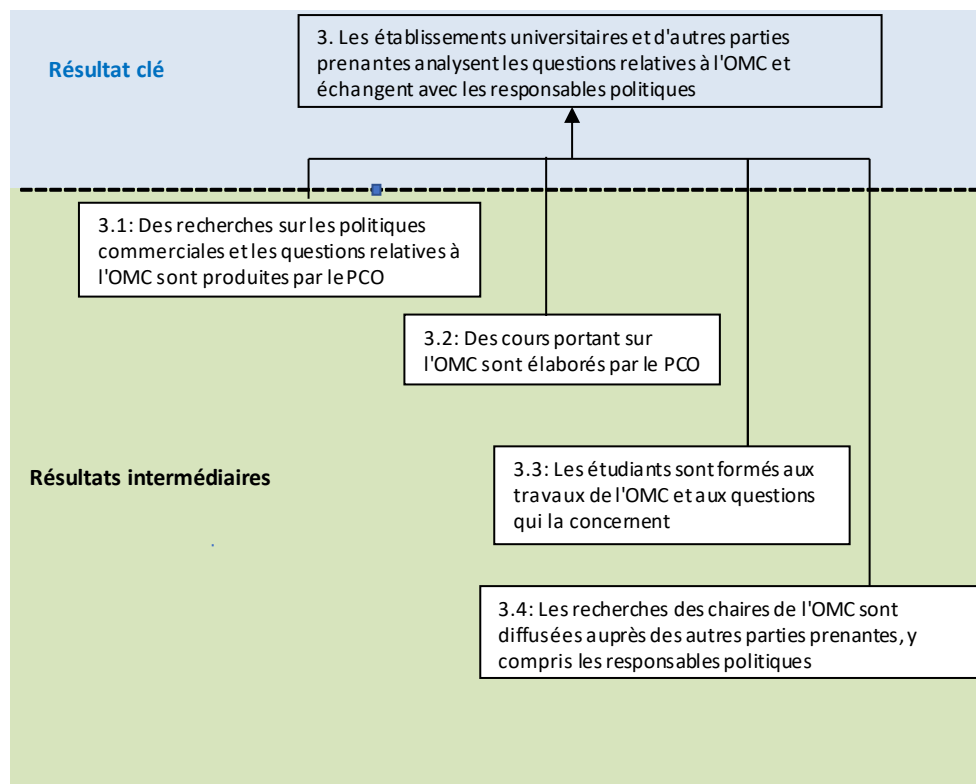 3. Les établissements universitaires et d'autres parties
prenantes analysent les questions relatives à l'OMC et
échangent avec les responsables politiques
Résultat clé
3.1: Des recherches sur les politiques
commerciales et les questions relatives à
l'OMC sont produites par le PCO
3.2: Des cours portant sur
l'OMC sont élaborés par le PCO
Résultats intermédiaires
3.3: Les étudiants sont formés aux
travaux de l'OMC et aux questions
qui la concernent
3.4: Les recherches des chaires de l'OMC sont
diffusées auprès des autres parties prenantes, y
compris les responsables politiques